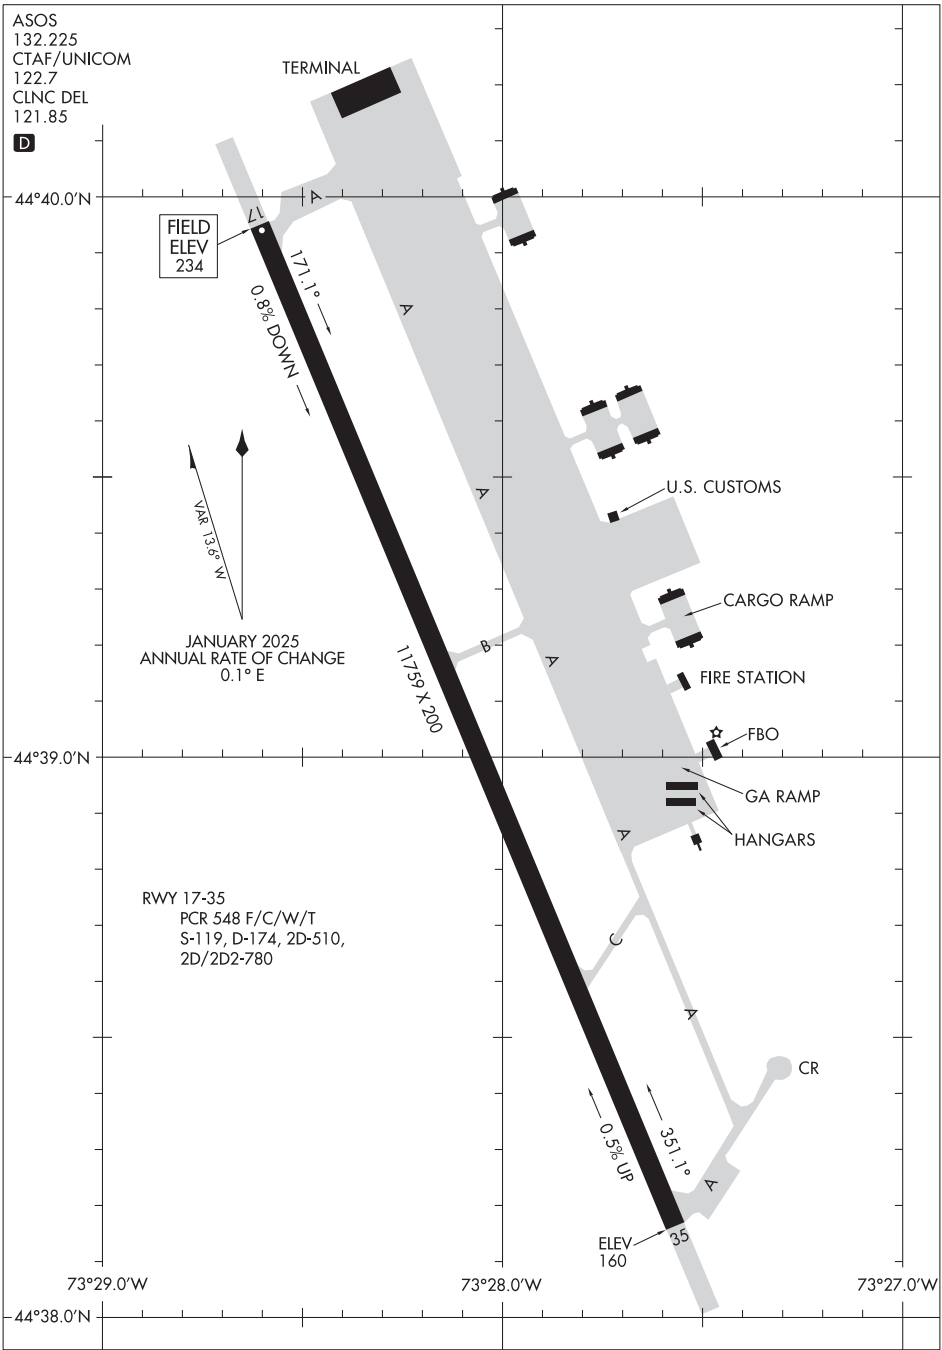 ASOS
132.225
CTAF/UNICOM
122.7
CLNC DEL
121.85
D
TERMINAL
44°40.0'N
A
17
FIELD
ELEV
234
171.1°
0.8% DOWN
A
A
U.S. CUSTOMS
VAR 13.6° W
CARGO RAMP
JANUARY 2025
ANNUAL RATE OF CHANGE
0.1° E
B
A
11759 X 200
FIRE STATION
FBO
44°39.0'N
GA RAMP
HANGARS
A
RWY 17-35
PCR 548 F/C/W/T
S-119, D-174, 2D-510,
2D/2D2-780
C
A
CR
0.5% UP
351.1°
A
35
ELEV
160
73°29.0'W
73°28.0'W
73°27.0'W
44°38.0'N